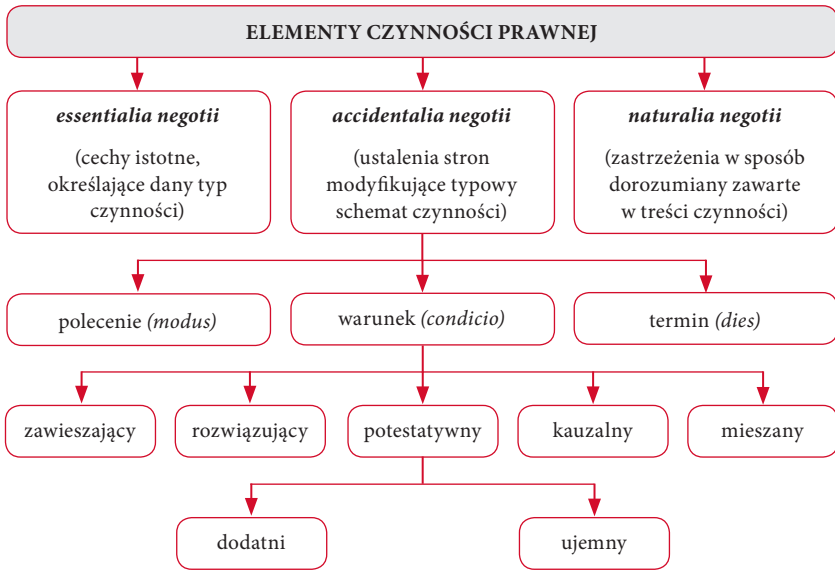 ELEMENTY CZYNNOŚCI PRAWNEJ
essentialia negotii
(cechy istotne,
określające dany typ
czynności)
accidentalia negotii
(ustalenia stron
modyfikujące typowy
schemat czynności)
naturalia negotii
(zastrzeżenia w sposób
dorozumiany zawarte
w treści czynności)
polecenie (modus)
warunek (condicio)
termin (dies)
zawieszający
rozwiązujący
potestatywny
kauzalny
mieszany
dodatni
ujemny